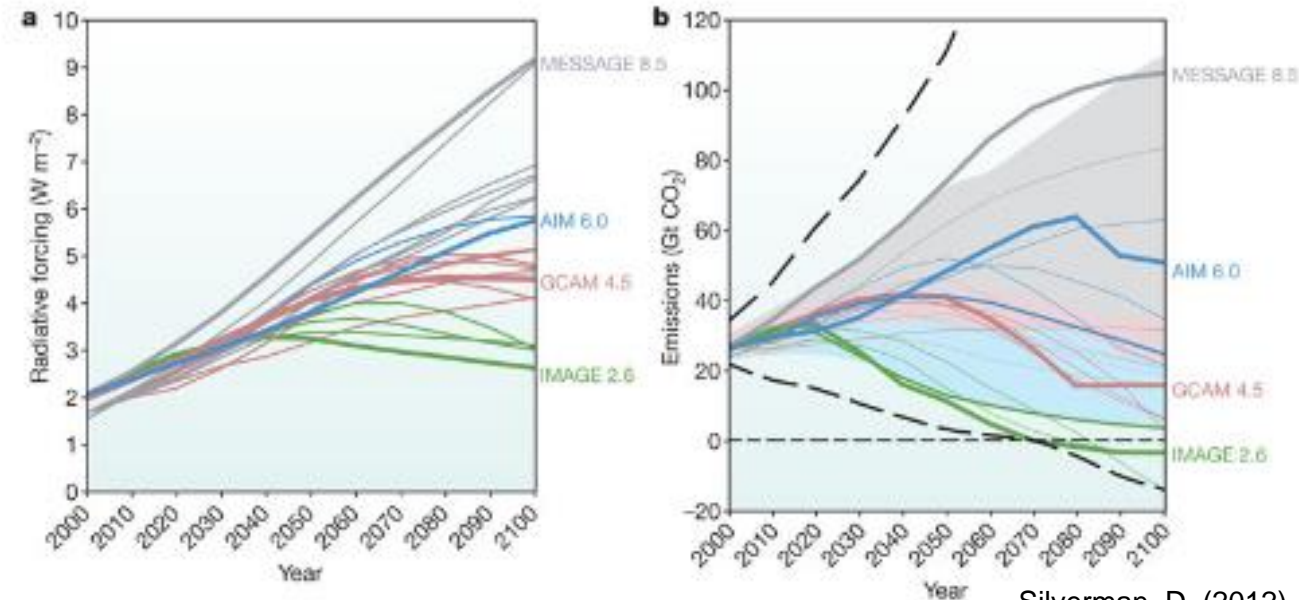 a
10
9
8
7
6
5
4
3
2
1
0
Radiative forcing (W m⁻²)
MESSAGE 8.5
AIM 6.0
GCAM 4.5
IMAGE 2.6
2000
2010
2020
2030
2040
2050
2060
2070
2080
2090
2100
Year
b
120
100
80
60
40
20
0
–20
Emissions (Gt CO₂)
MESSAGE 8.5
AIM 6.0
GCAM 4.5
IMAGE 2.6
2000
2010
2020
2030
2040
2050
2060
2070
2080
2090
2100
Year
Silverman, D. (2012)